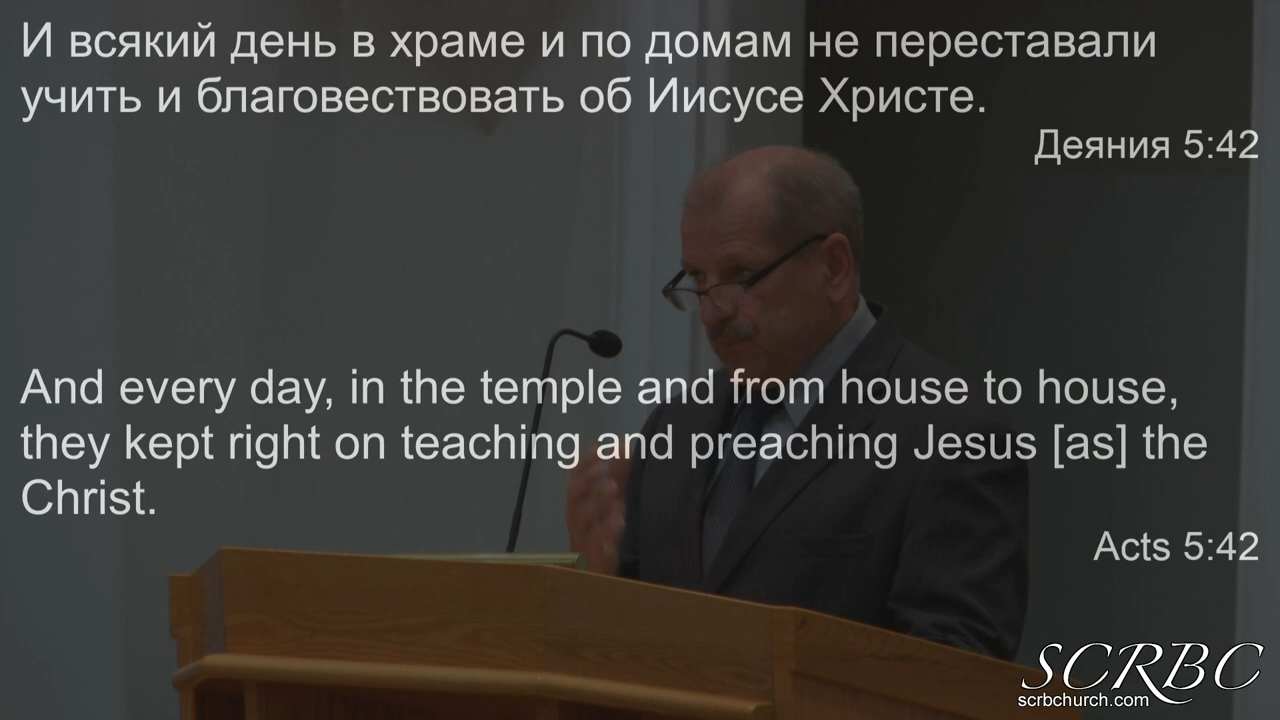 И всякий день в храме и по домам не переставали
учить и благовествовать об Иисусе Христе.
Деяния 5:42
And every day, in the temple and from house to house,
they kept right on teaching and preaching Jesus [as] the
Christ.
Acts 5:42
SCRBC
scrbchurch.com